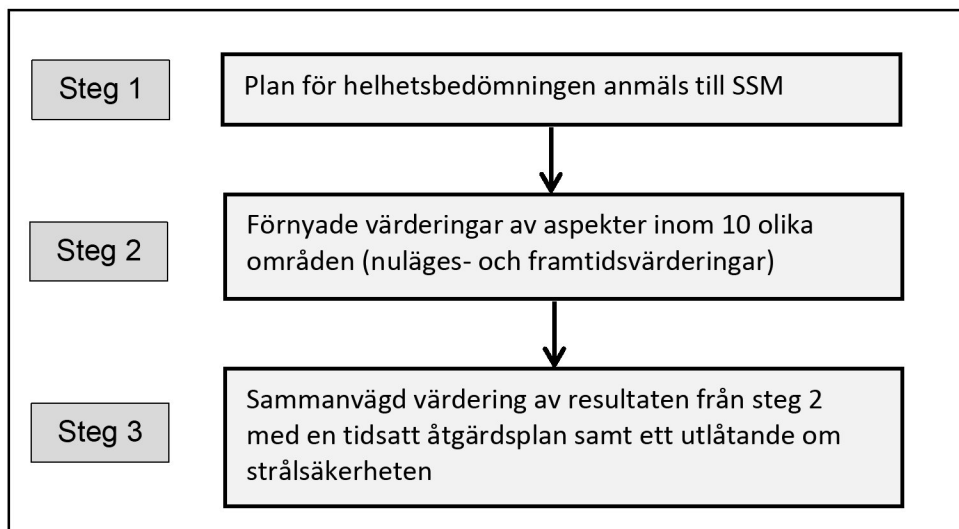 Steg 1
Plan för helhetsbedömningen anmäls till SSM
Steg 2
Förnyade värderingar av aspekter inom 10 olika
områden (nuläges- och framtidsvärderingar)
Steg 3
Sammanvägd värdering av resultaten från steg 2
med en tidsatt åtgärdsplan samt ett utlåtande om
strålsäkerheten